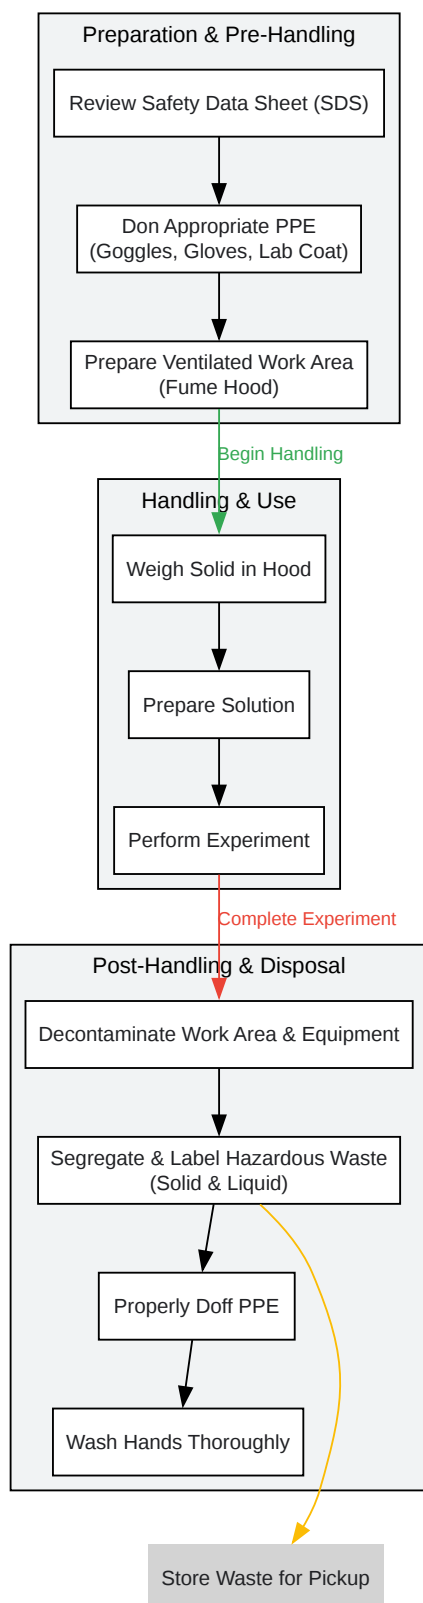 Preparation & Pre-Handling
Review Safety Data Sheet (SDS)
Don Appropriate PPE
(Goggles, Gloves, Lab Coat)
Prepare Ventilated Work Area
(Fume Hood)
Begin Handling
Handling & Use
Weigh Solid in Hood
Prepare Solution
Perform Experiment
Complete Experiment
Post-Handling & Disposal
Decontaminate Work Area & Equipment
Segregate & Label Hazardous Waste
(Solid & Liquid)
Properly Doff PPE
Wash Hands Thoroughly
Store Waste for Pickup